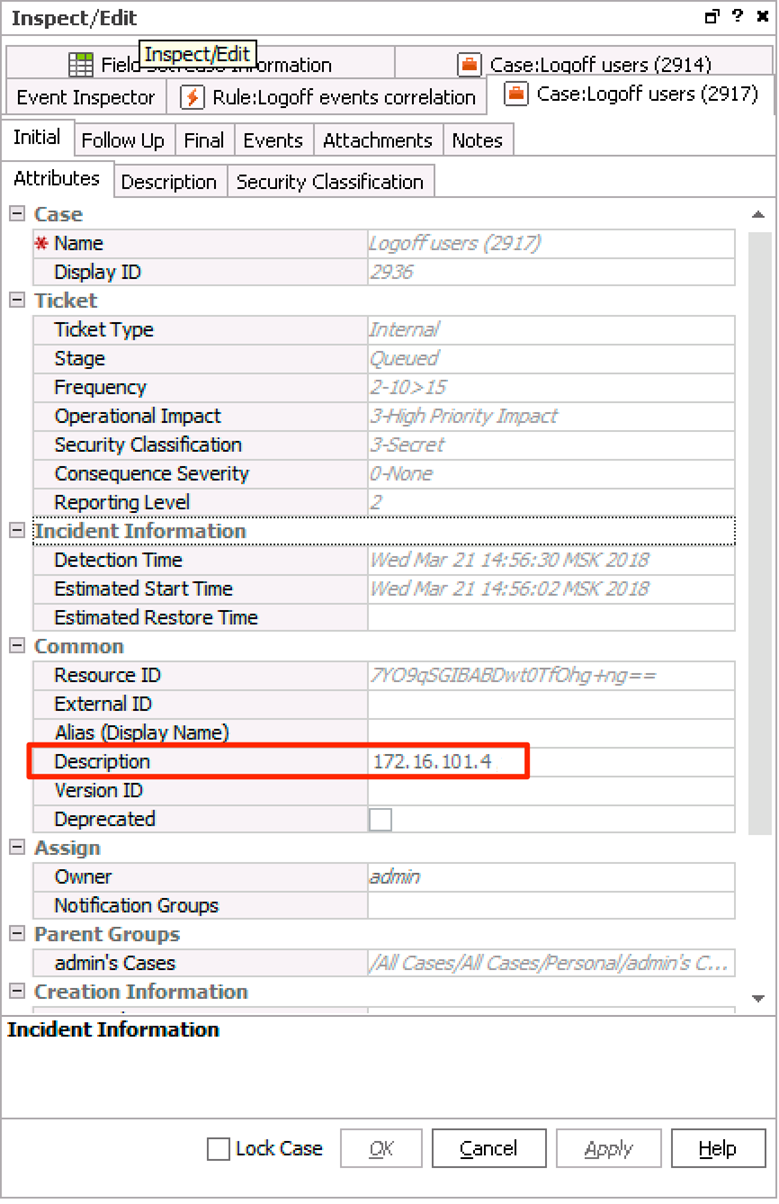 Inspect/Edit ?
Inspect/Edit
Field Information Case:Logoff users (2914)
Event Inspector Rule:Logoff events correlation Case:Logoff users (2917)
Initial Follow Up Final Events Attachments Notes
Attributes Description Security Classification
Case
Name Logoff users (2917)
Display ID 2936
Ticket
Ticket Type Internal
Stage Queued
Frequency 2-10>15
Operational Impact 3-High Priority Impact
Security Classification 3-Secret
Consequence Severity 0-None
Reporting Level 2
Incident Information
Detection Time Wed Mar 21 14:56:30 MSK 2018
Estimated Start Time Wed Mar 21 14:56:02 MSK 2018
Estimated Restore Time
Common
Resource ID 7YO9qSGIBABDwt0TfOhg+ng==
External ID
Alias (Display Name)
Description 172.16.101.4
Version ID
Deprecated
Assign
Owner admin
Notification Groups
Parent Groups
admin's Cases /All Cases/All Cases/Personal/admin's C...
Creation Information
Incident Information
Lock Case OK Cancel Apply Help